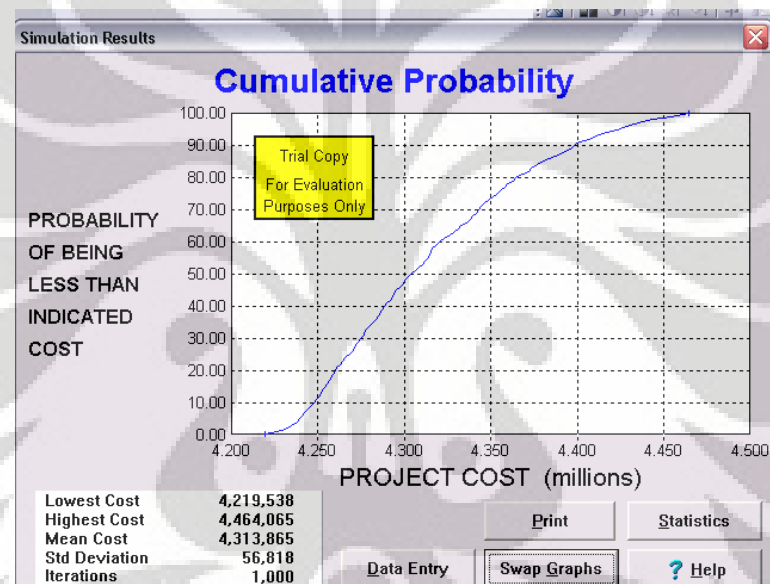 Simulation Results
Cumulative Probability
100.00
90.00
80.00
70.00
60.00
50.00
40.00
30.00
20.00
10.00
0.00
Trial Copy
For Evaluation
Purposes Only
PROBABILITY
OF BEING
LESS THAN
INDICATED
COST
4.200 4.250 4.300 4.350 4.400 4.450 4.500
PROJECT COST (millions)
Lowest Cost 4,219,538
Highest Cost 4,464,065
Mean Cost 4,313,865
Std Deviation 56,818
Iterations 1,000
Print Statistics
Data Entry Swap Graphs ? Help